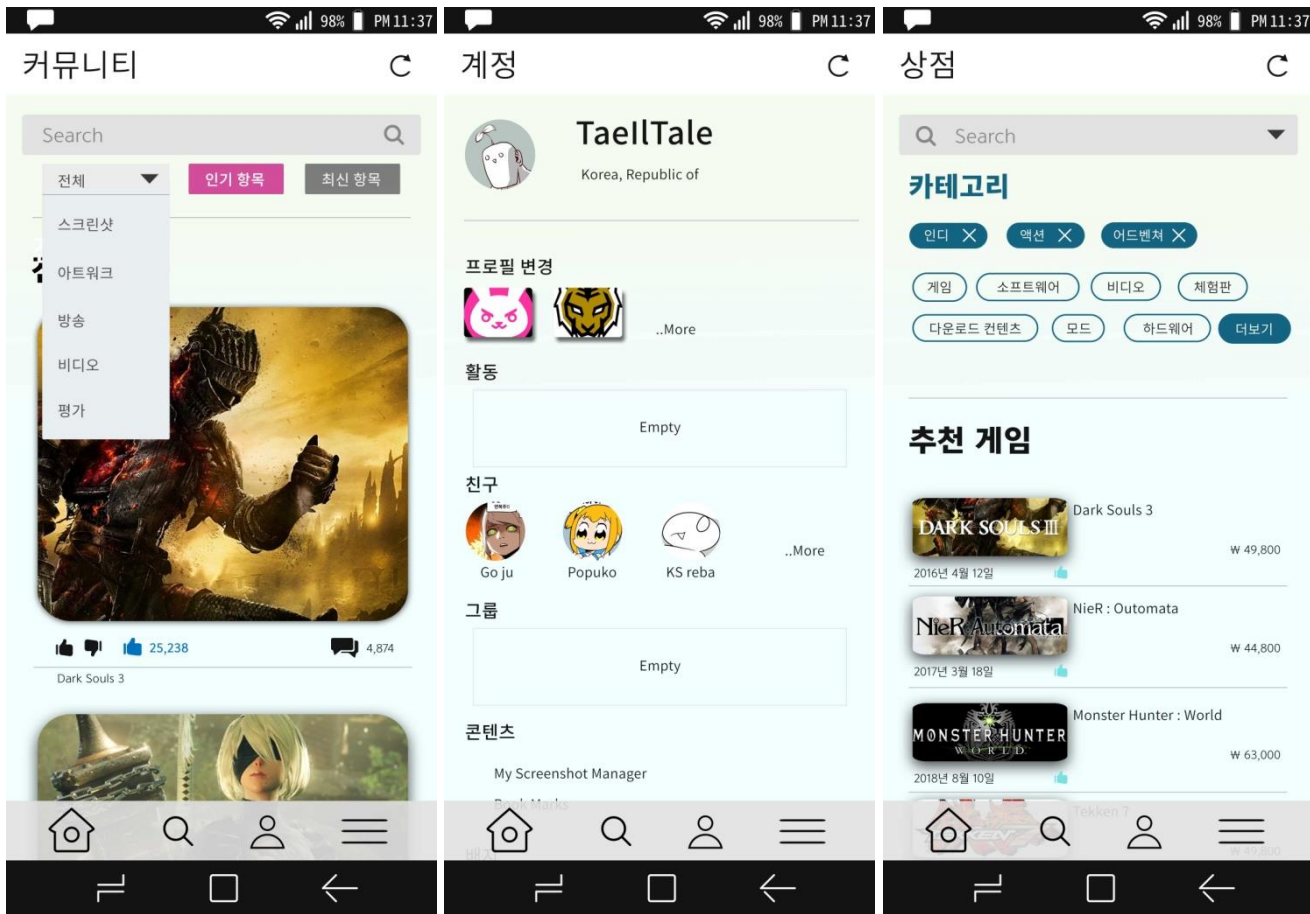 98% PM 11:37
커뮤니티
Search
전체
인기 항목
최신 항목
스크린샷
아트워크
방송
비디오
평가
25,238
4,874
Dark Souls 3
98% PM 11:37
계정
TaeIlTale
Korea, Republic of
프로필 변경
..More
활동
Empty
친구
Go ju
Popuko
KS reba
..More
그룹
Empty
콘텐츠
My Screenshot Manager
Book Marks
배지
98% PM 11:37
상점
Search
카테고리
인디
액션
어드벤쳐
게임
소프트웨어
비디오
체험판
다운로드 컨텐츠
모드
하드웨어
더보기
추천 게임
DARK SOULS III
Dark Souls 3
₩ 49,800
2016년 4월 12일
NieR:Automata
NieR : Outomata
₩ 44,800
2017년 3월 18일
MONSTER HUNTER
WORLD
Monster Hunter : World
₩ 63,000
2018년 8월 10일
Tekken 7
₩ 49,800